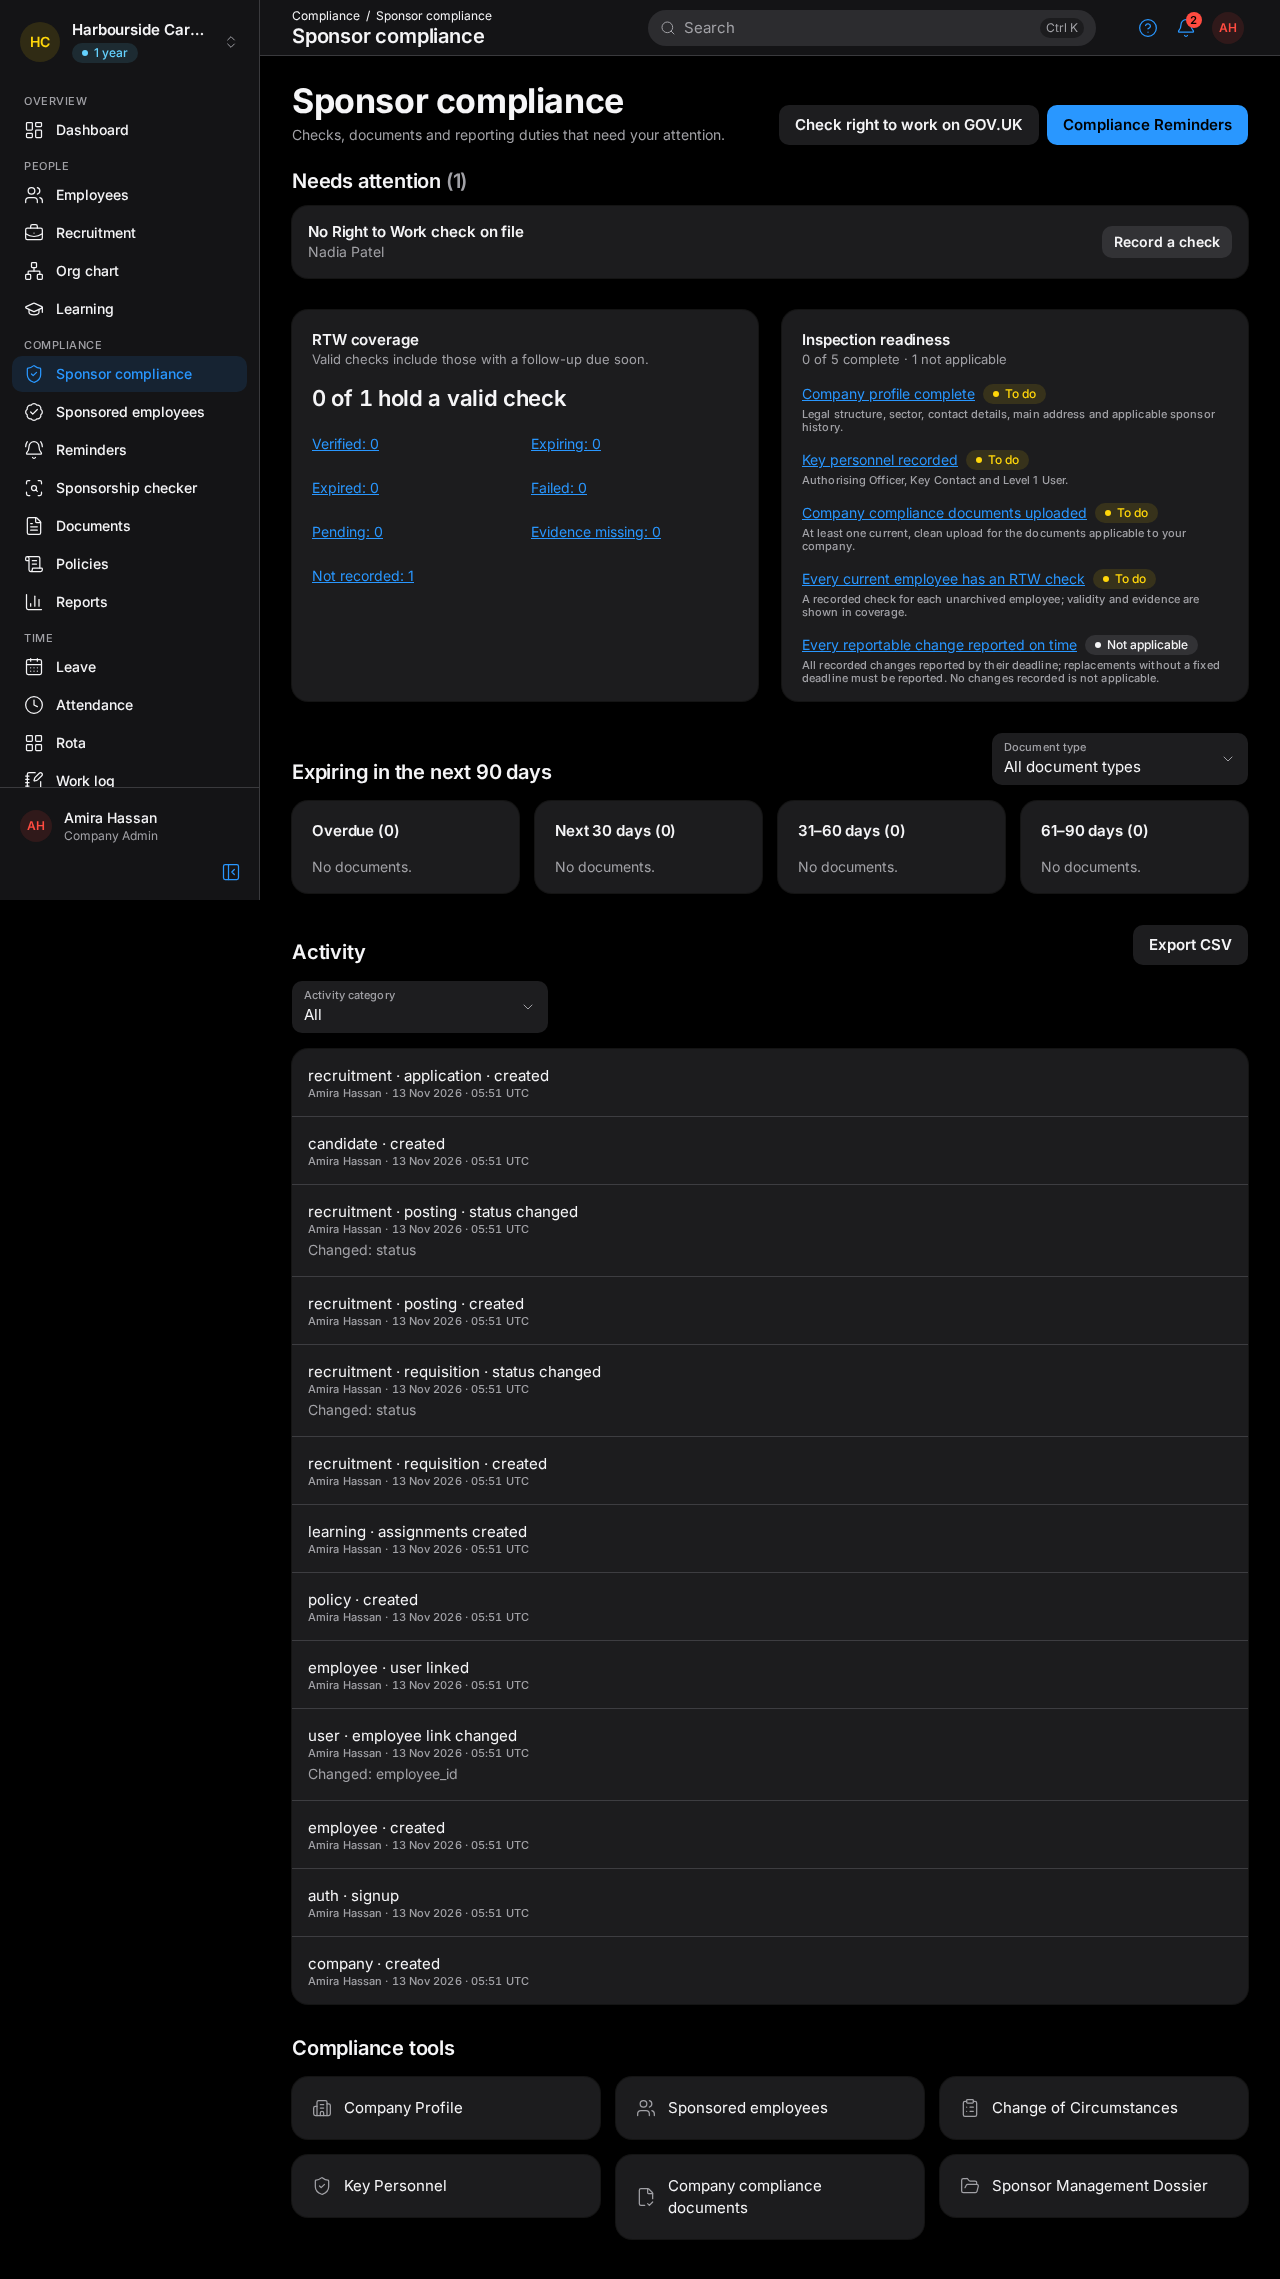 HC
Harbourside Car...
1 year
OVERVIEW
Dashboard
PEOPLE
Employees
Recruitment
Org chart
Learning
COMPLIANCE
Sponsor compliance
Sponsored employees
Reminders
Sponsorship checker
Documents
Policies
Reports
TIME
Leave
Attendance
Rota
Work log
AH
Amira Hassan
Company Admin
Compliance / Sponsor compliance
Sponsor compliance
Search
Ctrl K
2
AH
Sponsor compliance
Checks, documents and reporting duties that need your attention.
Check right to work on GOV.UK
Compliance Reminders
Needs attention (1)
No Right to Work check on file
Nadia Patel
Record a check
RTW coverage
Valid checks include those with a follow-up due soon.
0 of 1 hold a valid check
Verified: 0
Expiring: 0
Expired: 0
Failed: 0
Pending: 0
Evidence missing: 0
Not recorded: 1
Inspection readiness
0 of 5 complete · 1 not applicable
Company profile complete
To do
Legal structure, sector, contact details, main address and applicable sponsor
history.
Key personnel recorded
To do
Authorising Officer, Key Contact and Level 1 User.
Company compliance documents uploaded
To do
At least one current, clean upload for the documents applicable to your
company.
Every current employee has an RTW check
To do
A recorded check for each unarchived employee; validity and evidence are
shown in coverage.
Every reportable change reported on time
Not applicable
All recorded changes reported by their deadline; replacements without a fixed
deadline must be reported. No changes recorded is not applicable.
Expiring in the next 90 days
Document type
All document types
Overdue (0)
No documents.
Next 30 days (0)
No documents.
31–60 days (0)
No documents.
61–90 days (0)
No documents.
Activity
Export CSV
Activity category
All
recruitment · application · created
Amira Hassan · 13 Nov 2026 · 05:51 UTC
candidate · created
Amira Hassan · 13 Nov 2026 · 05:51 UTC
recruitment · posting · status changed
Amira Hassan · 13 Nov 2026 · 05:51 UTC
Changed: status
recruitment · posting · created
Amira Hassan · 13 Nov 2026 · 05:51 UTC
recruitment · requisition · status changed
Amira Hassan · 13 Nov 2026 · 05:51 UTC
Changed: status
recruitment · requisition · created
Amira Hassan · 13 Nov 2026 · 05:51 UTC
learning · assignments created
Amira Hassan · 13 Nov 2026 · 05:51 UTC
policy · created
Amira Hassan · 13 Nov 2026 · 05:51 UTC
employee · user linked
Amira Hassan · 13 Nov 2026 · 05:51 UTC
user · employee link changed
Amira Hassan · 13 Nov 2026 · 05:51 UTC
Changed: employee_id
employee · created
Amira Hassan · 13 Nov 2026 · 05:51 UTC
auth · signup
Amira Hassan · 13 Nov 2026 · 05:51 UTC
company · created
Amira Hassan · 13 Nov 2026 · 05:51 UTC
Compliance tools
Company Profile
Sponsored employees
Change of Circumstances
Key Personnel
Company compliance
documents
Sponsor Management Dossier